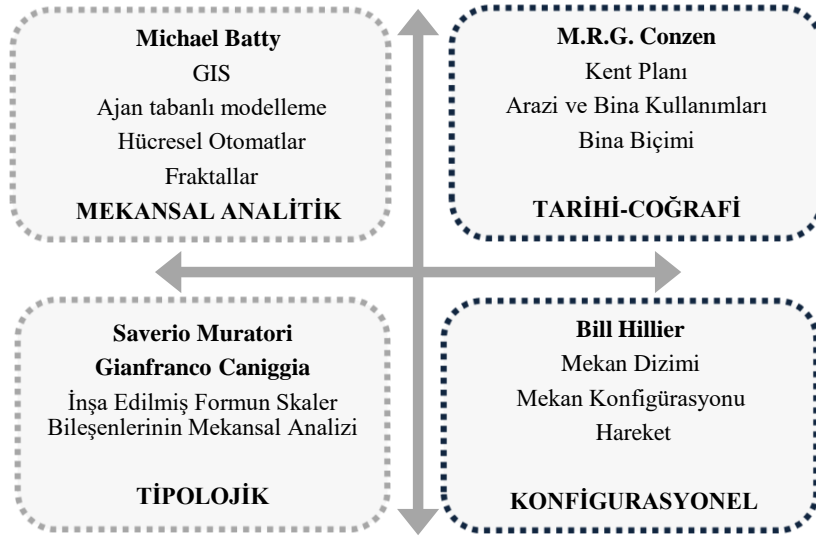 Michael Batty
GIS
Ajan tabanlı modelleme
Hücresel Otomatlar
Fraktallar
MEKANSAL ANALİTİK
M.R.G. Conzen
Kent Planı
Arazi ve Bina Kullanımları
Bina Biçimi
TARİHİ-COĞRAFİ
Saverio Muratori
Gianfranco Caniggia
İnşa Edilmiş Formun Skaler
Bileşenlerinin Mekansal Analizi
TİPOLOJİK
Bill Hillier
Mekan Dizimi
Mekan Konfigürasyonu
Hareket
KONFİGURASYONEL